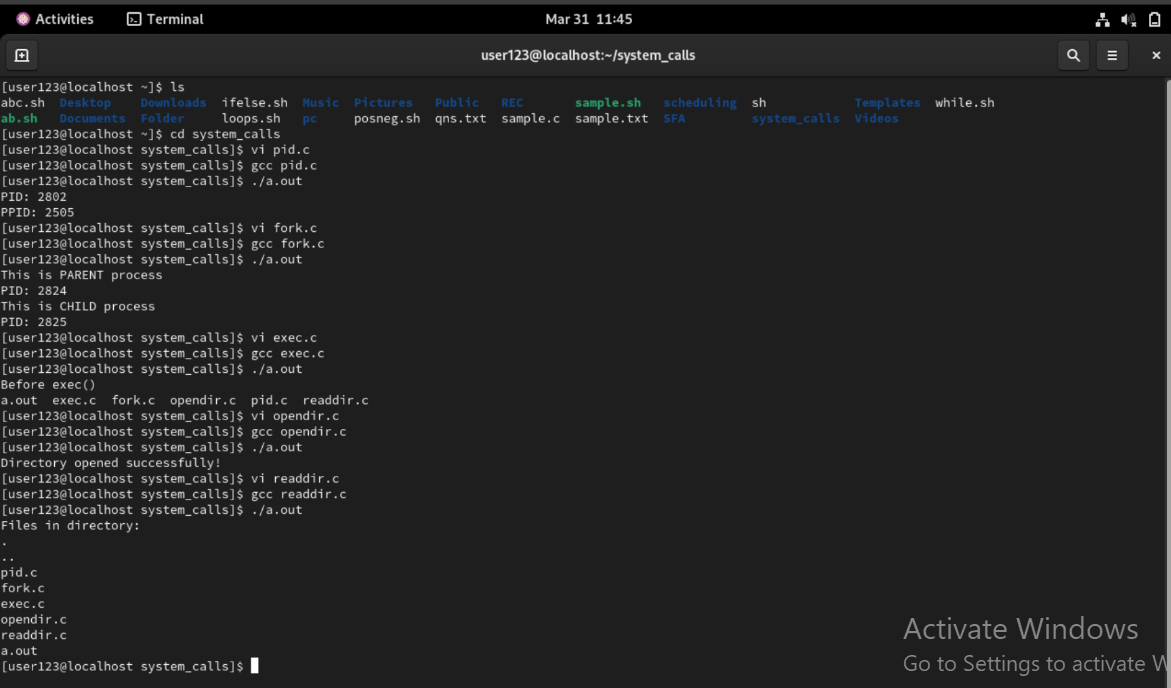 Activities Terminal Mar 31 11:45
user123@localhost:~/system_calls
[user123@localhost ~]$ ls
abc.sh Desktop Downloads ifelse.sh Music Pictures Public REC sample.sh scheduling sh Templates while.sh
ab.sh Documents Folder loops.sh pc posneg.sh qns.txt sample.c sample.txt SFA system_calls Videos
[user123@localhost ~]$ cd system_calls
[user123@localhost system_calls]$ vi pid.c
[user123@localhost system_calls]$ gcc pid.c
[user123@localhost system_calls]$ ./a.out
PID: 2802
PPID: 2505
[user123@localhost system_calls]$ vi fork.c
[user123@localhost system_calls]$ gcc fork.c
[user123@localhost system_calls]$ ./a.out
This is PARENT process
PID: 2824
This is CHILD process
PID: 2825
[user123@localhost system_calls]$ vi exec.c
[user123@localhost system_calls]$ gcc exec.c
[user123@localhost system_calls]$ ./a.out
Before exec()
a.out exec.c fork.c opendir.c pid.c readdir.c
[user123@localhost system_calls]$ vi opendir.c
[user123@localhost system_calls]$ gcc opendir.c
[user123@localhost system_calls]$ ./a.out
Directory opened successfully!
[user123@localhost system_calls]$ vi readdir.c
[user123@localhost system_calls]$ gcc readdir.c
[user123@localhost system_calls]$ ./a.out
Files in directory:
.
..
pid.c
fork.c
exec.c
opendir.c
readdir.c
a.out
[user123@localhost system_calls]$
Activate Windows
Go to Settings to activate W